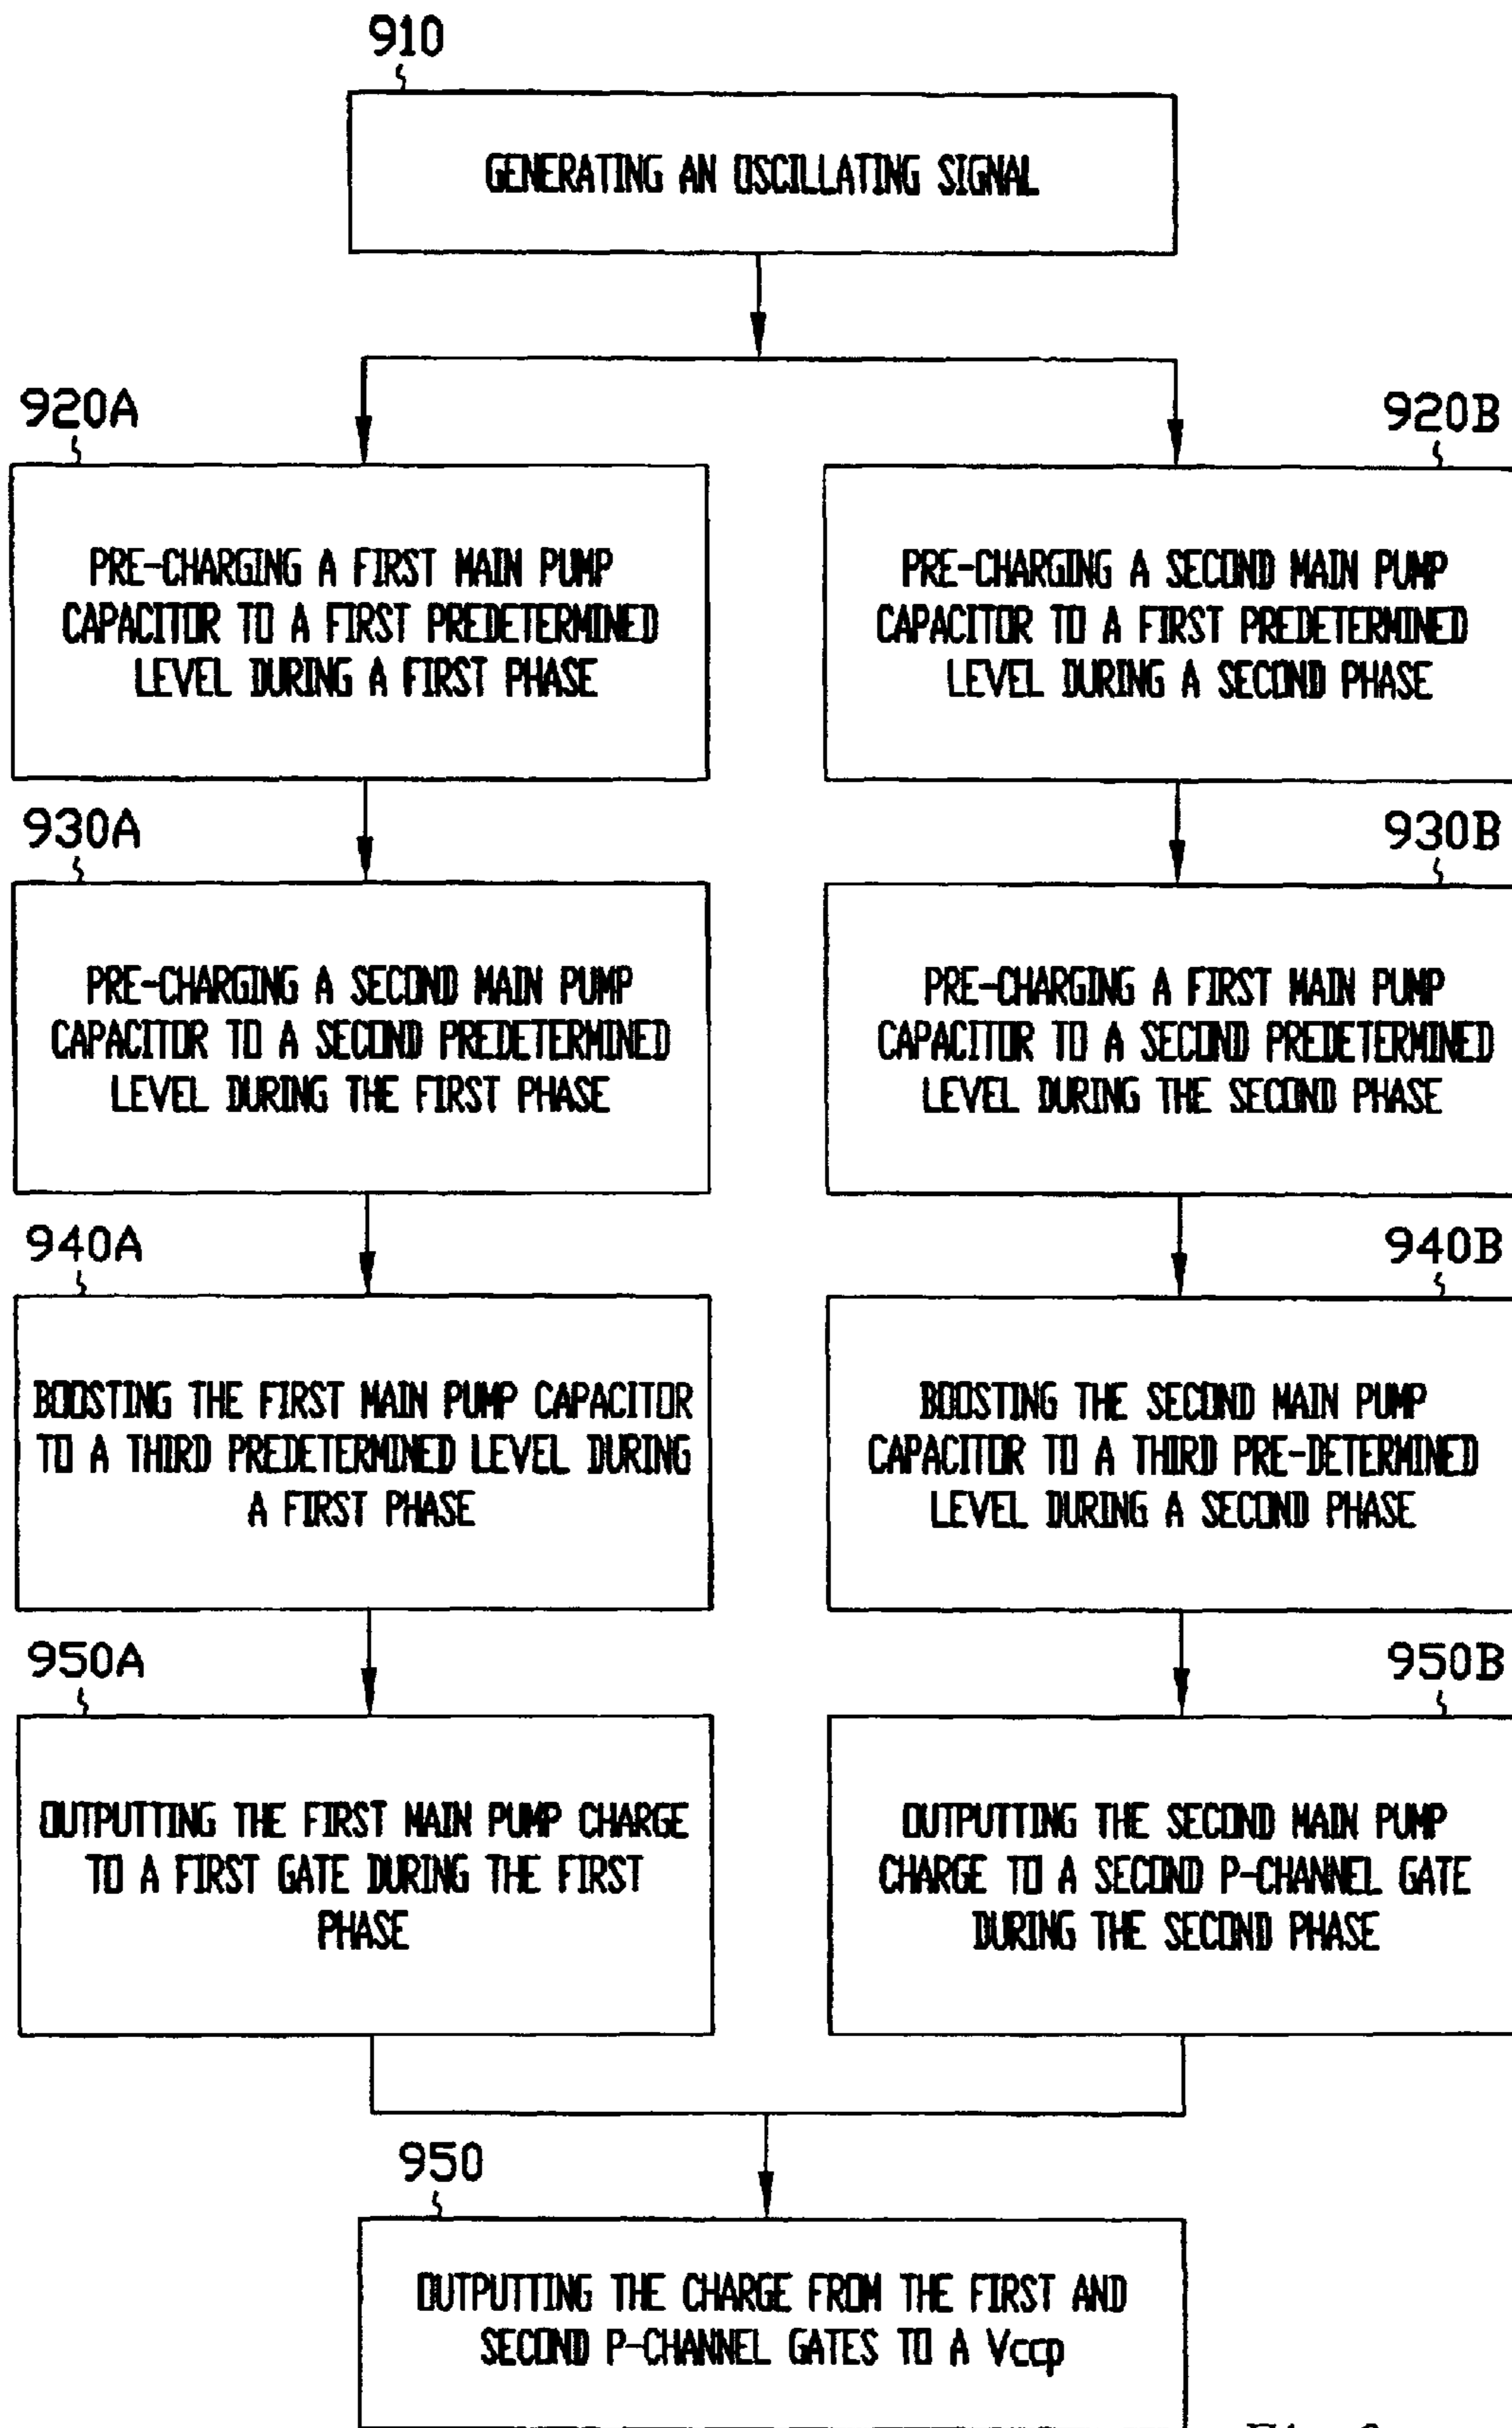 910
GENERATING AN OSCILLATING SIGNAL
920A
PRE-CHARGING A FIRST MAIN PUMP
CAPACITOR TO A FIRST PREDETERMINED
LEVEL DURING A FIRST PHASE
920B
PRE-CHARGING A SECOND MAIN PUMP
CAPACITOR TO A FIRST PREDETERMINED
LEVEL DURING A SECOND PHASE
930A
PRE-CHARGING A SECOND MAIN PUMP
CAPACITOR TO A SECOND PREDETERMINED
LEVEL DURING THE FIRST PHASE
930B
PRE-CHARGING A FIRST MAIN PUMP
CAPACITOR TO A SECOND PREDETERMINED
LEVEL DURING THE SECOND PHASE
940A
BOOSTING THE FIRST MAIN PUMP CAPACITOR
TO A THIRD PREDETERMINED LEVEL DURING
A FIRST PHASE
940B
BOOSTING THE SECOND MAIN PUMP
CAPACITOR TO A THIRD PRE-DETERMINED
LEVEL DURING A SECOND PHASE
950A
OUTPUTTING THE FIRST MAIN PUMP CHARGE
TO A FIRST GATE DURING THE FIRST
PHASE
950B
OUTPUTTING THE SECOND MAIN PUMP
CHARGE TO A SECOND P-CHANNEL GATE
DURING THE SECOND PHASE
950
OUTPUTTING THE CHARGE FROM THE FIRST AND
SECOND P-CHANNEL GATES TO A Vccp